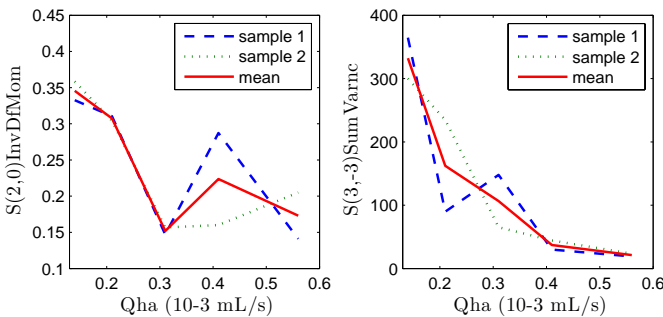 S(2,0)InvDfMom
0.45
0.4
0.35
0.3
0.25
0.2
0.15
0.1
0.2
0.3
0.4
0.5
0.6
Qha (10-3 mL/s)
sample 1
sample 2
mean
S(3,-3)SumVarnc
400
300
200
100
0
0.2
0.3
0.4
0.5
0.6
Qha (10-3 mL/s)
sample 1
sample 2
mean